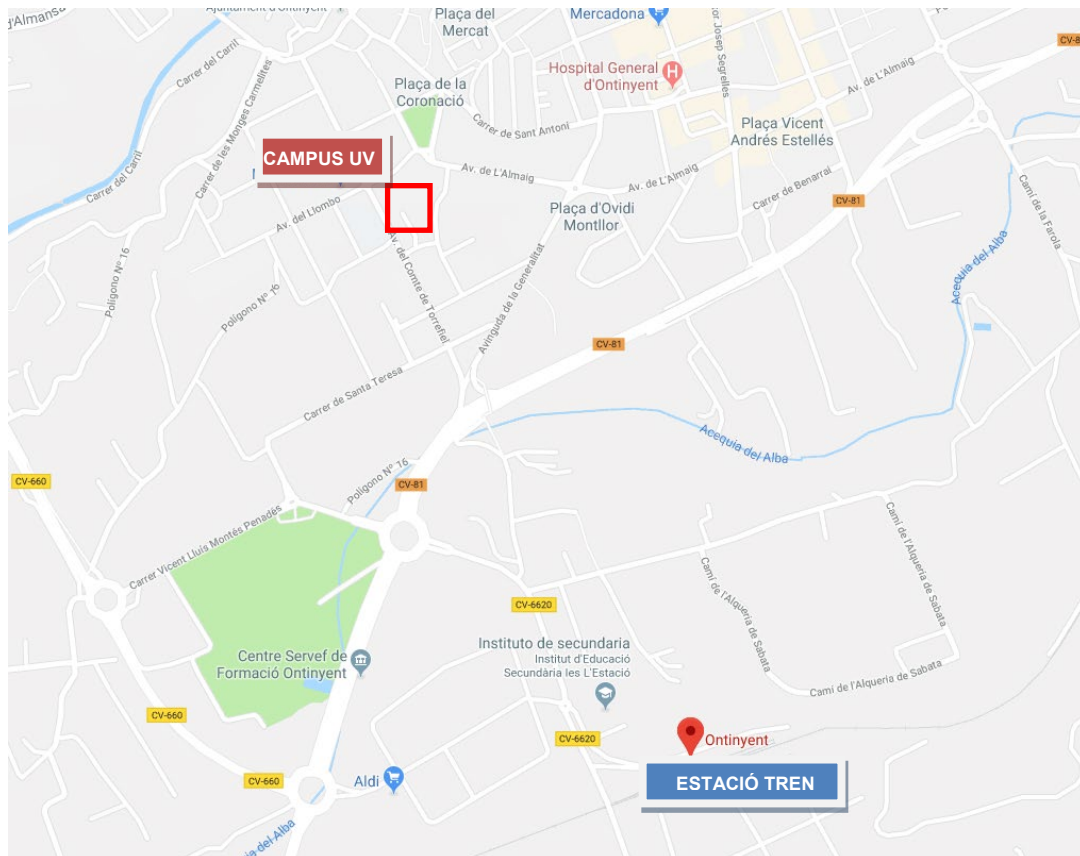 d'Almansa
Ajuntament d'Ontinyent
Plaça del
Mercat
Mercadona
Josep Segrelles
CV-8
Carrer del Carril
Hospital General
d'Ontinyent
H
Av. de L'Almaig
Plaça de la
Coronació
Carrer de les Monges Carmelites
Carrer de Sant Antoni
Plaça Vicent
Andrés Estellés
CAMPUS UV
Carrer del Carril
Av. de L'Almaig
Av. de L'Almaig
Carrer de Benarrai
CV-81
Av. del Llombo
Plaça d'Ovidi
Montllor
Camí de la Farola
Polígono Nº 16
Av. del Comte de Torrefiel
Acequia del Alba
Polígono Nº 16
Avinguda de la Generalitat
CV-81
Carrer de Santa Teresa
Acequia del Alba
Polígono Nº 16
CV-660
CV-81
Carrer Vicent Lluis Montés Penadés
Camí de l'Alqueria de Sabata
Camí de l'Alqueria de Sabata
CV-6620
Instituto de secundaria
Institut d'Educació
Secundària les L'Estació
Centre Servef de
Formació Ontinyent
Camí de l'Alqueria de Sabata
CV-660
CV-6620
Ontinyent
CV-660
Aldi
ESTACIÓ TREN
del Alba